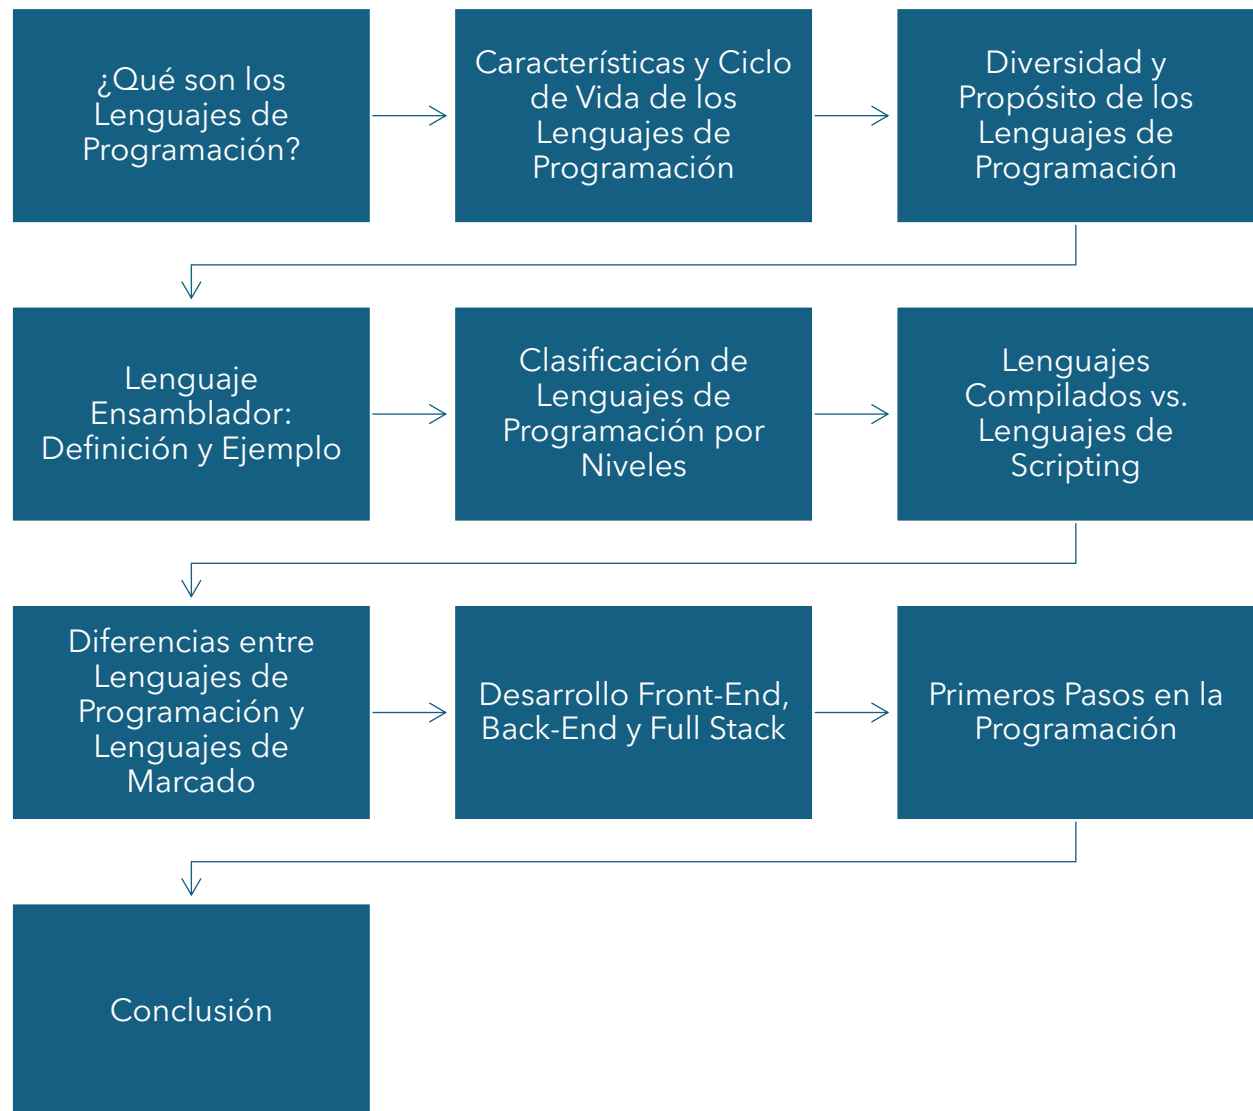 ¿Qué son los
Lenguajes de
Programación?
Características y Ciclo
de Vida de los
Lenguajes de
Programación
Diversidad y
Propósito de los
Lenguajes de
Programación
Lenguaje
Ensamblador:
Definición y Ejemplo
Clasificación de
Lenguajes de
Programación por
Niveles
Lenguajes
Compilados vs.
Lenguajes de
Scripting
Diferencias entre
Lenguajes de
Programación y
Lenguajes de
Marcado
Desarrollo Front-End,
Back-End y Full Stack
Primeros Pasos en la
Programación
Conclusión